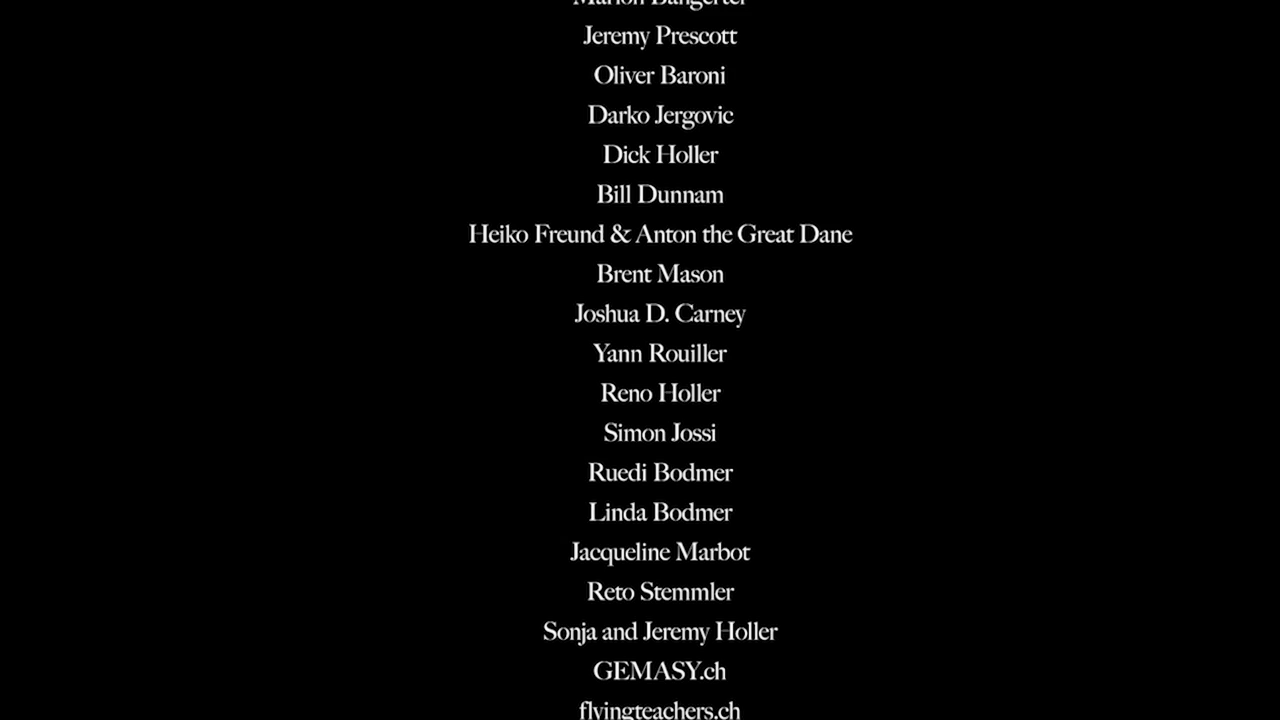 Marion Bangerter
Jeremy Prescott
Oliver Baroni
Darko Jergovic
Dick Holler
Bill Dunnam
Heiko Freund & Anton the Great Dane
Brent Mason
Joshua D. Carney
Yann Rouiller
Reno Holler
Simon Jossi
Ruedi Bodmer
Linda Bodmer
Jacqueline Marbot
Reto Stemmler
Sonja and Jeremy Holler
GEMASY.ch
flyingteachers.ch